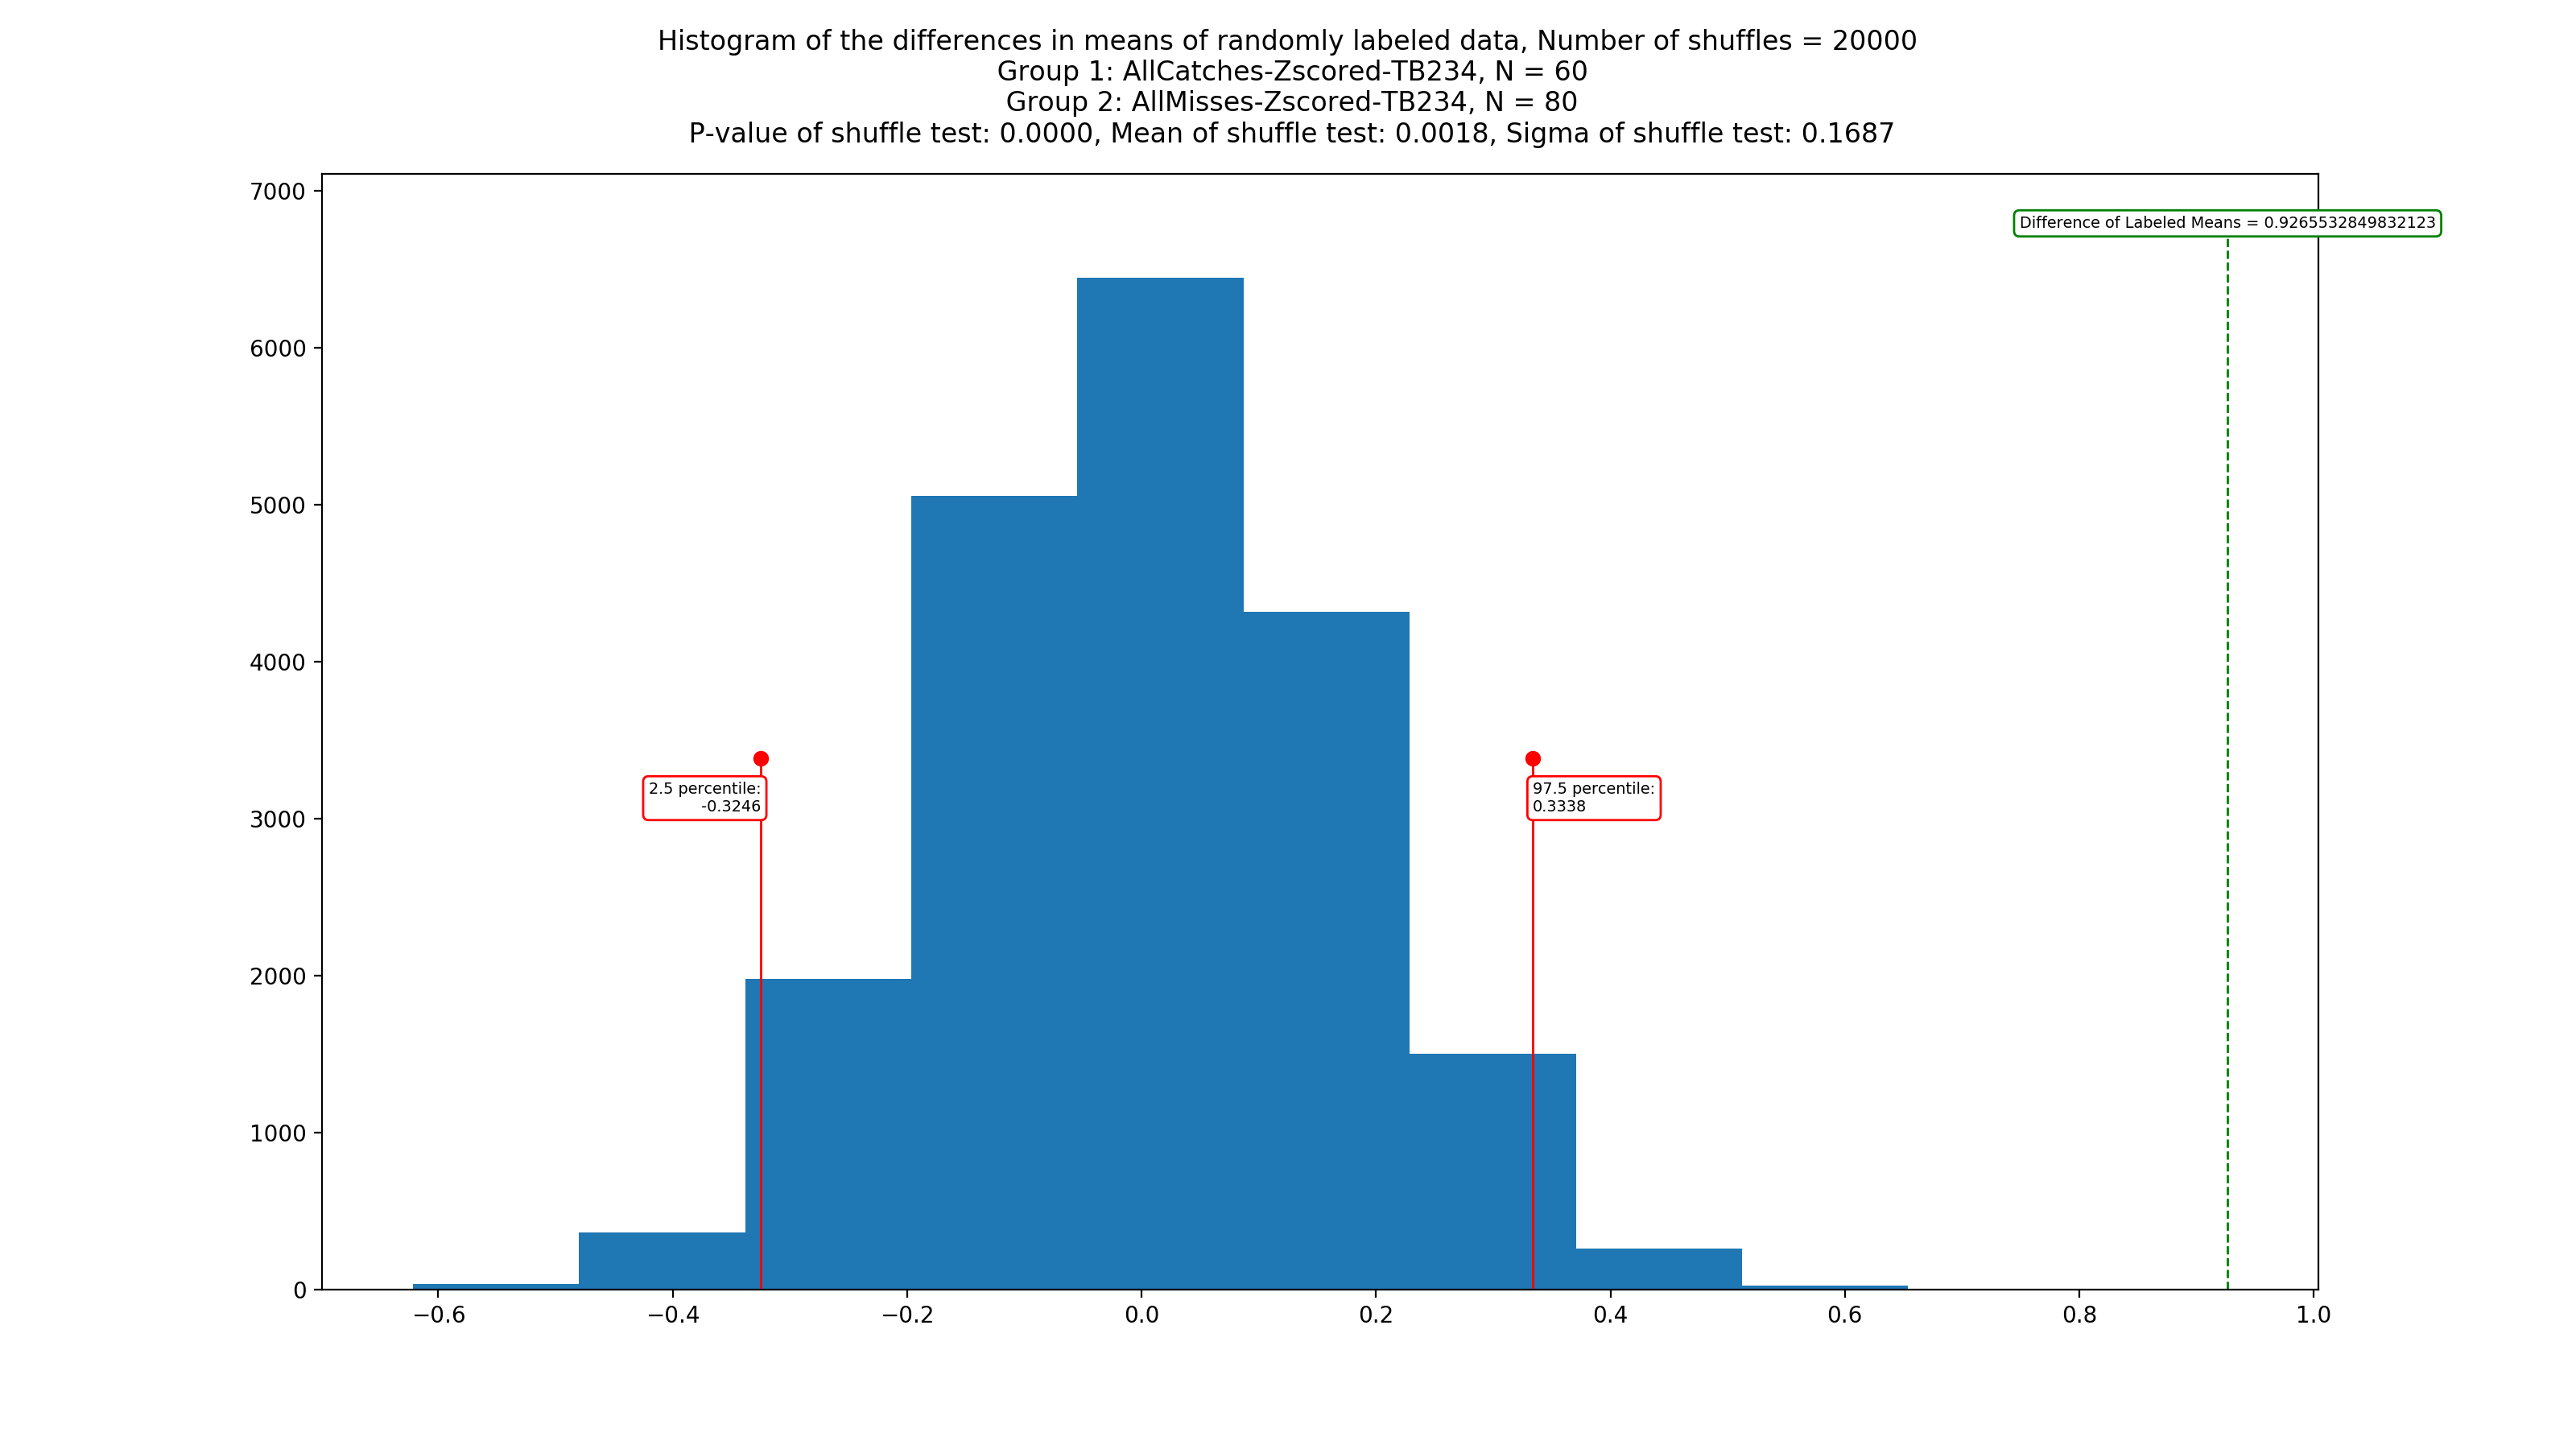 Histogram of the differences in means of randomly labeled data, Number of shuffles = 20000
Group 1: AllCatches-Zscored-TB234, N = 60
Group 2: AllMisses-Zscored-TB234, N = 80
P-value of shuffle test: 0.0000, Mean of shuffle test: 0.0018, Sigma of shuffle test: 0.1687
7000
Difference of Labeled Means = 0.9265532849832123
6000
5000
4000
2.5 percentile:
-0.3246
97.5 percentile:
0.3338
3000
2000
1000
0
−0.6
−0.4
−0.2
0.0
0.2
0.4
0.6
0.8
1.0